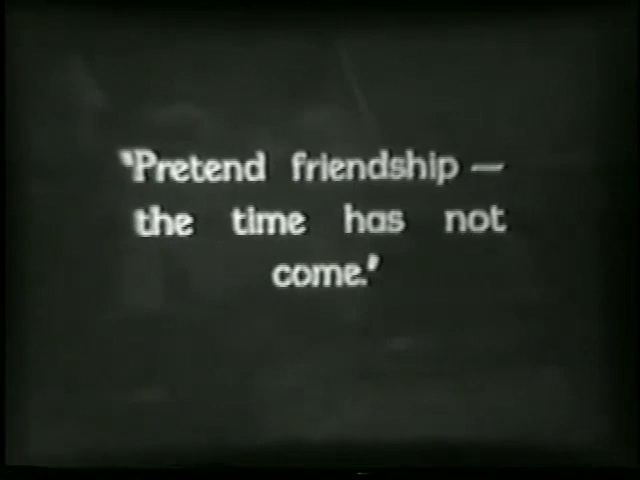 "Pretend friendship —
the time has not
come."